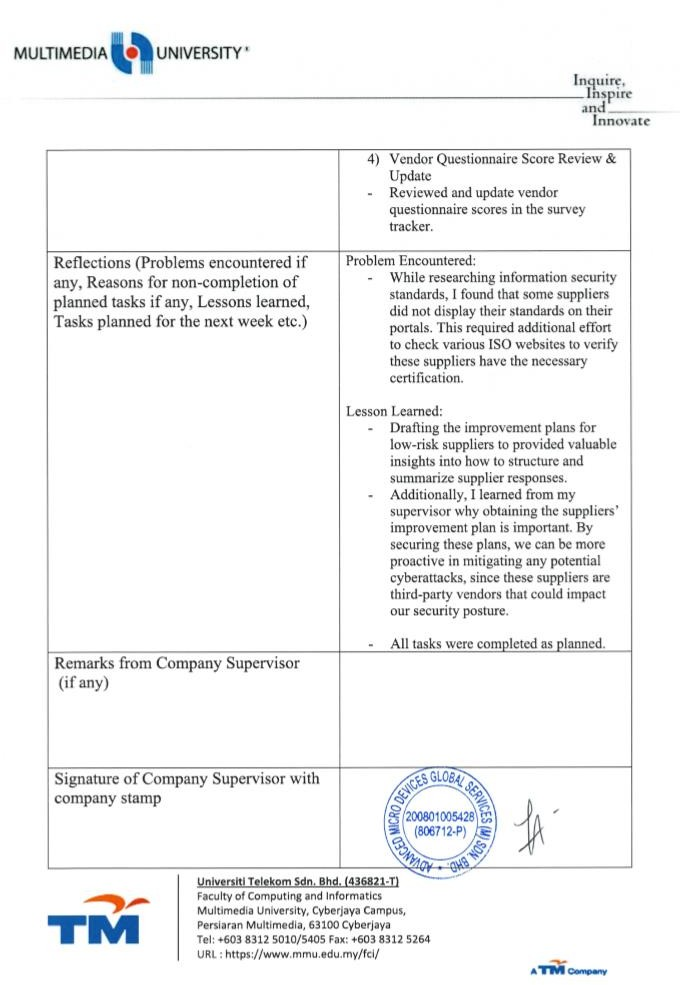 MULTIMEDIA UNIVERSITY
Inquire,
Inspire
and
Innovate
4) Vendor Questionnaire Score Review &
Update
- Reviewed and update vendor
questionnaire scores in the survey
tracker.
Reflections (Problems encountered if
any, Reasons for non-completion of
planned tasks if any, Lessons learned,
Tasks planned for the next week etc.)
Problem Encountered:
- While researching information security
standards, I found that some suppliers
did not display their standards on their
portals. This required additional effort
to check various ISO websites to verify
these suppliers have the necessary
certification.
Lesson Learned:
- Drafting the improvement plans for
low-risk suppliers to provided valuable
insights into how to structure and
summarize supplier responses.
- Additionally, I learned from my
supervisor why obtaining the suppliers'
improvement plan is important. By
securing these plans, we can be more
proactive in mitigating any potential
cyberattacks, since these suppliers are
third-party vendors that could impact
our security posture.
- All tasks were completed as planned.
Remarks from Company Supervisor
(if any)
Signature of Company Supervisor with
company stamp
ADVANCED MICRO DEVICES GLOBAL SERVICES (M) SDN. BHD.
200801005428
(806712-P)
TM
Universiti Telekom Sdn. Bhd. (436821-T)
Faculty of Computing and Informatics
Multimedia University, Cyberjaya Campus,
Persiaran Multimedia, 63100 Cyberjaya
Tel: +603 8312 5010/5405 Fax: +603 8312 5264
URL : https://www.mmu.edu.my/fci/
A TM Company